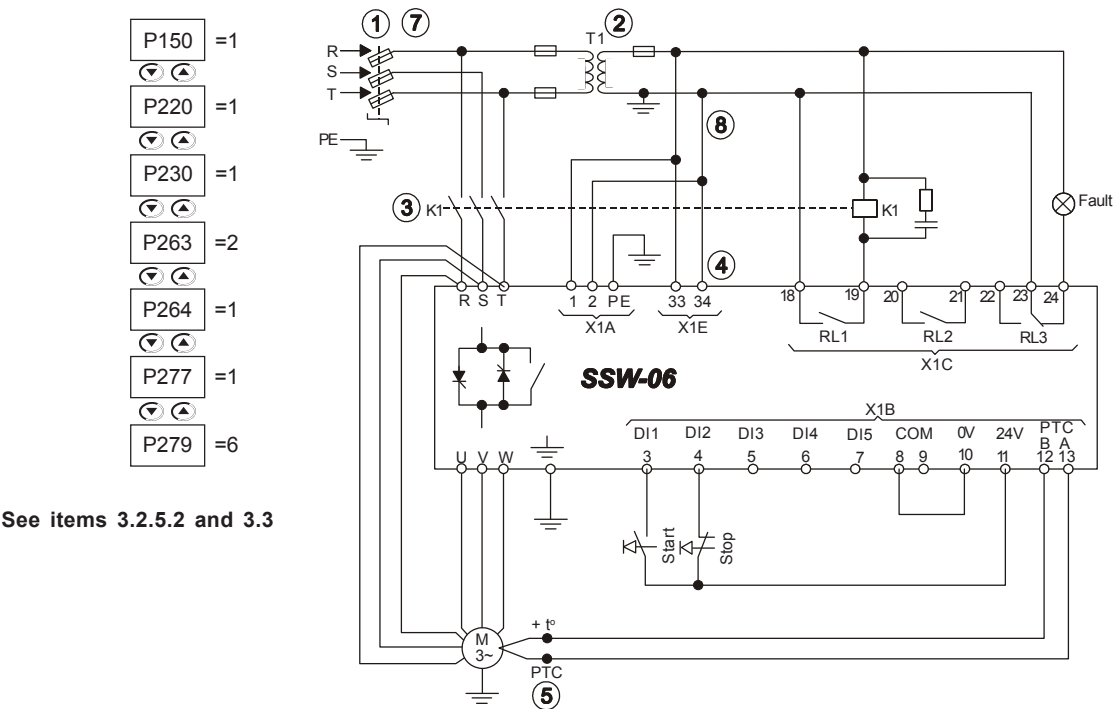 P150 =1
P220 =1
P230 =1
P263 =2
P264 =1
P277 =1
P279 =6
See items 3.2.5.2 and 3.3
1 7 2
T1
R
S
T
PE
8
3 K1 K1 Fault
4
R S T 1 2 PE 33 34 18 19 20 21 22 23 24
X1A X1E RL1 RL2 RL3
X1C
SSW-06
X1B
DI1 DI2 DI3 DI4 DI5 COM 0V 24V PTC
B A
3 4 5 6 7 8 9 10 11 12 13
U V W
Start Stop
+ tº
M
3~
PTC
5